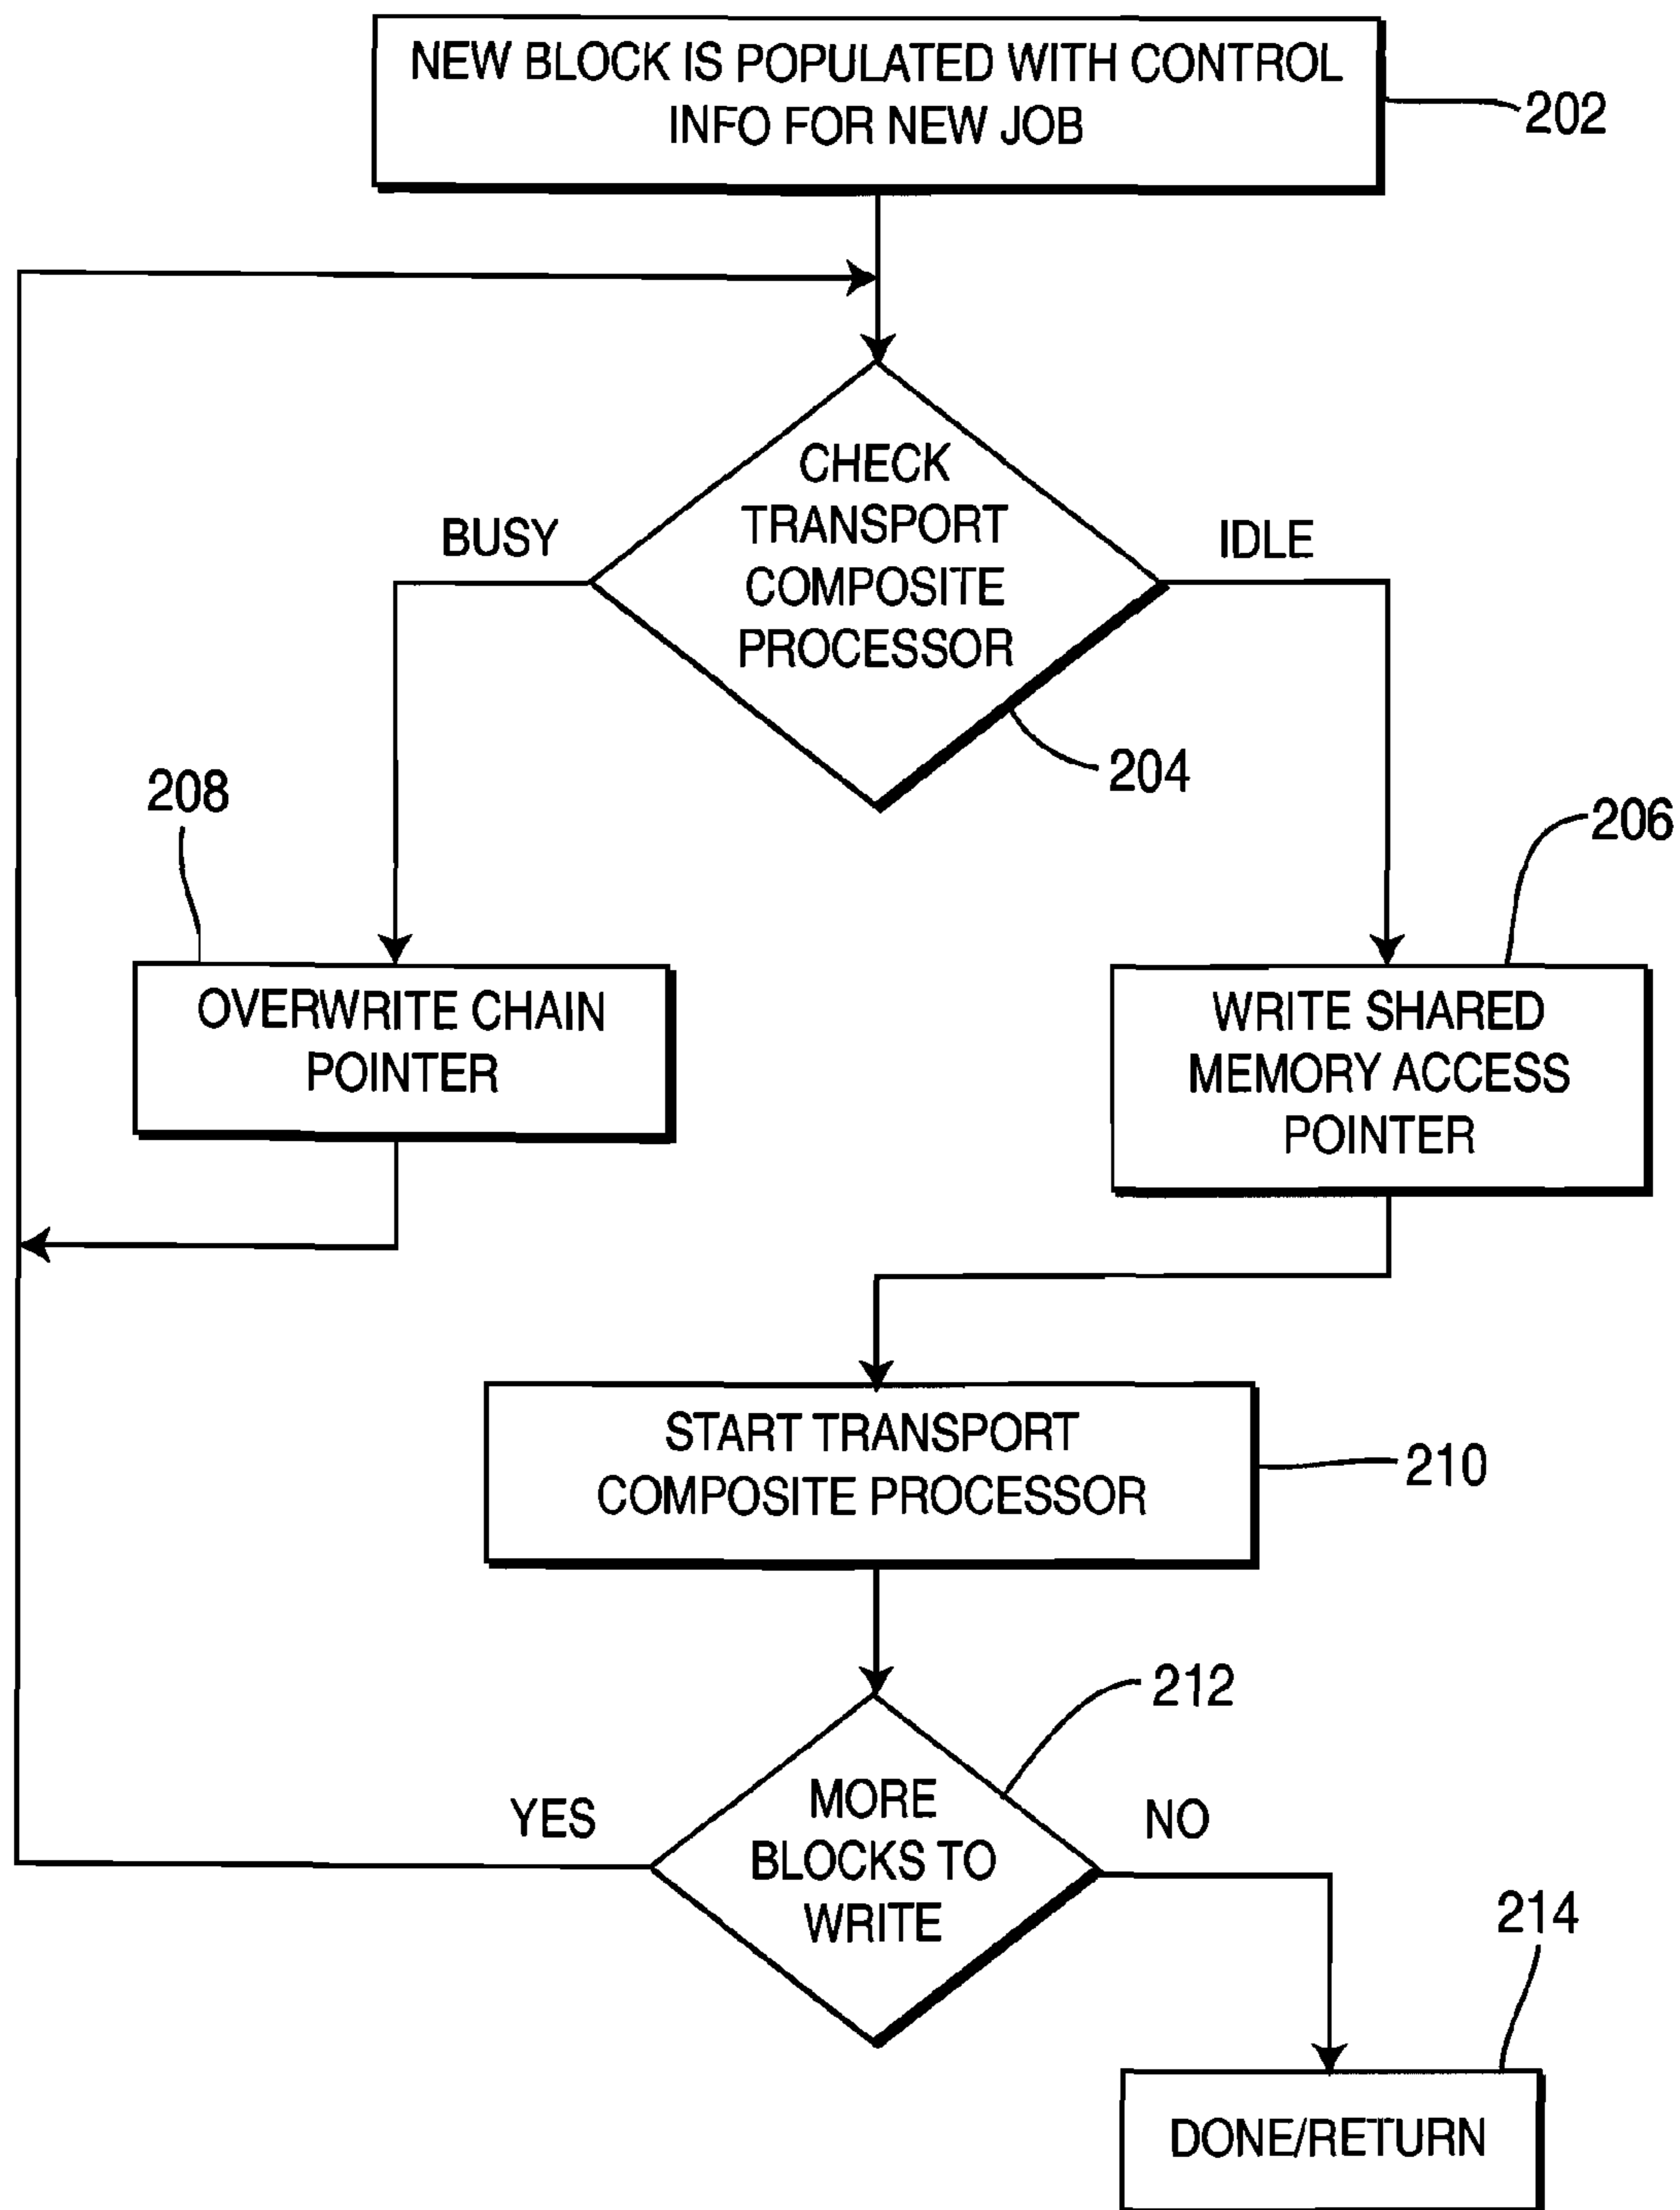 NEW BLOCK IS POPULATED WITH CONTROL
INFO FOR NEW JOB
202
CHECK
TRANSPORT
COMPOSITE
PROCESSOR
BUSY
IDLE
204
208
206
OVERWRITE CHAIN
POINTER
WRITE SHARED
MEMORY ACCESS
POINTER
START TRANSPORT
COMPOSITE PROCESSOR
210
212
MORE
BLOCKS TO
WRITE
YES
NO
214
DONE/RETURN